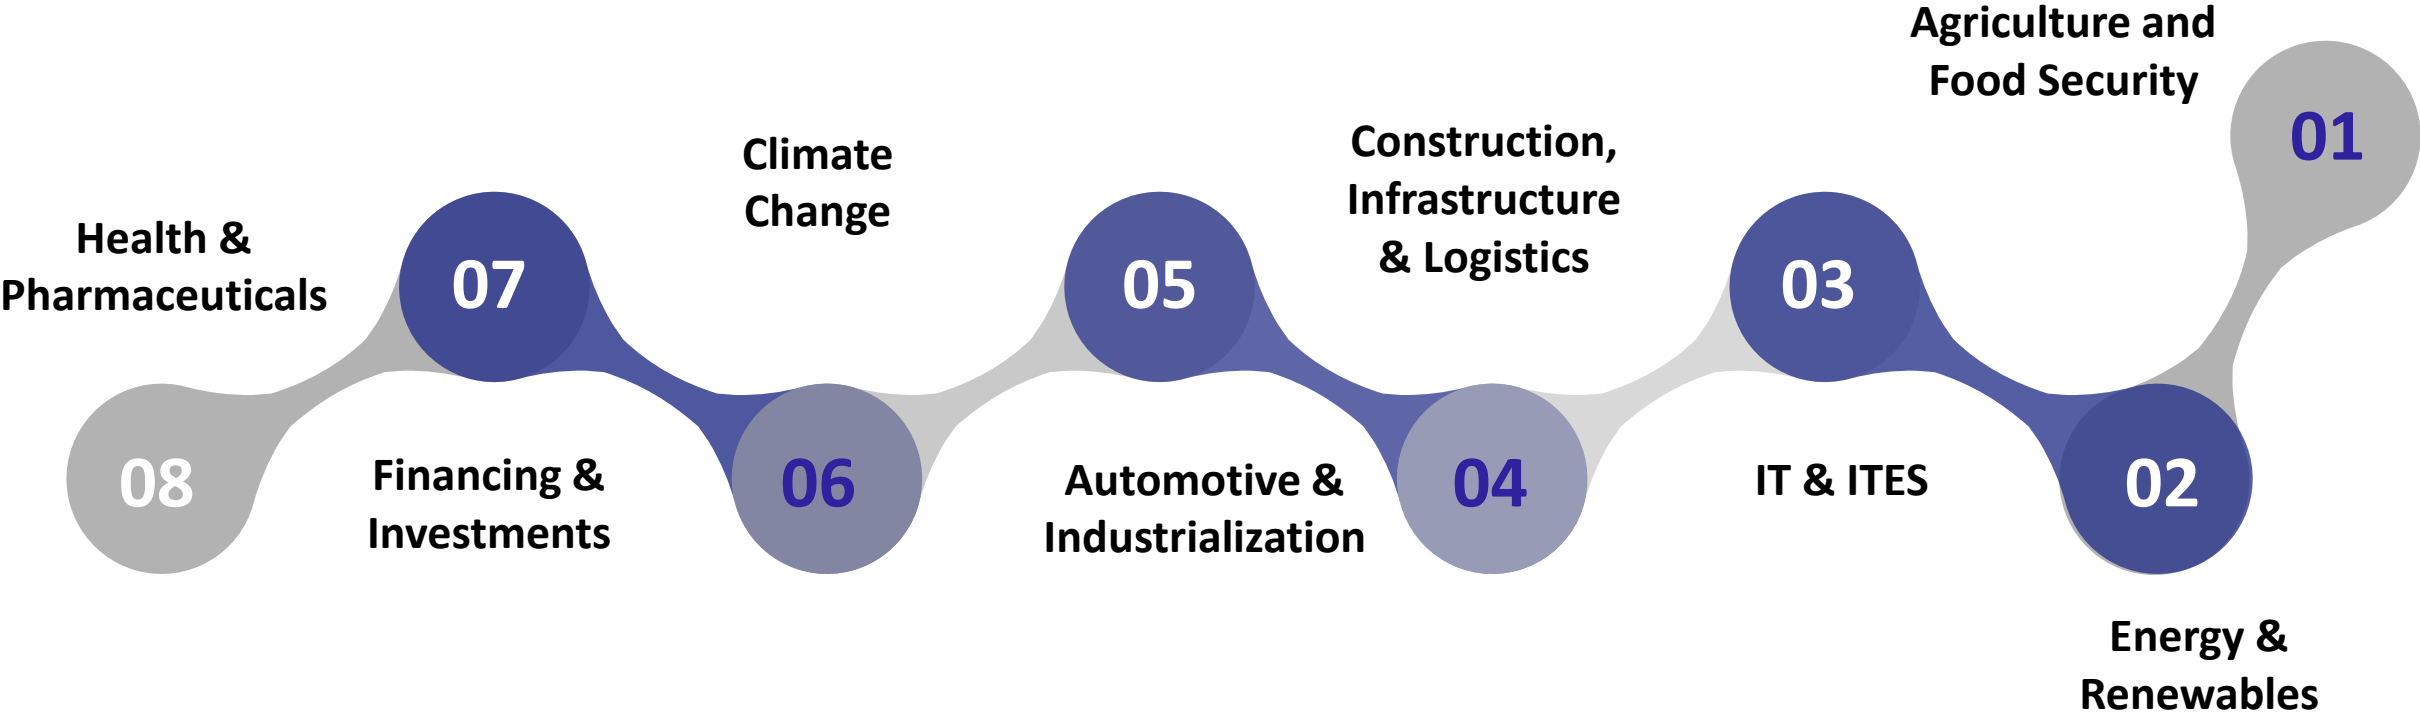 Agriculture and
Food Security
01
Energy &
Renewables
02
IT & ITES
03
Construction,
Infrastructure
& Logistics
04
Automotive &
Industrialization
05
Climate
Change
06
Financing &
Investments
07
Health &
Pharmaceuticals
08